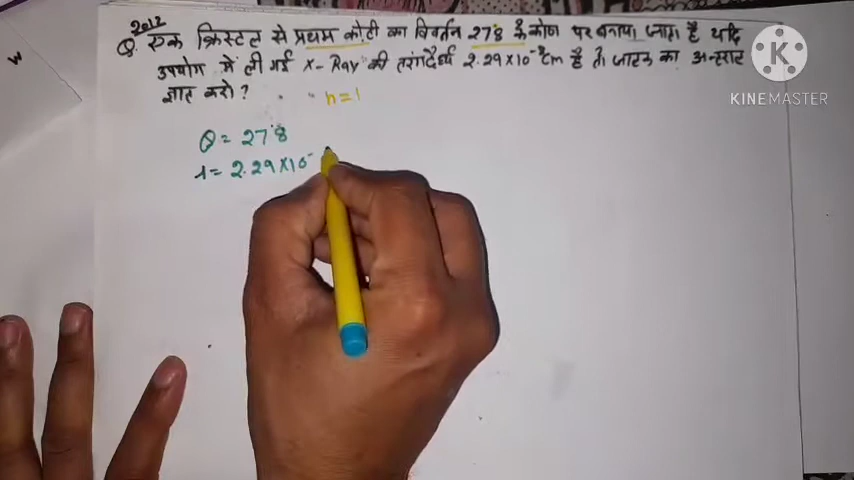 2012
Q. एक क्रिस्टल से प्रथम कोटी का विवर्तन 27°8' के कोण पर बनाया जाता है यदि
उपयोग में ली गई X-Ray की तरंगदैर्ध्य 2.29×10⁻⁸cm है तो जालक का अन्तराल
ज्ञात करो?
n=1
θ = 27°8'
λ = 2.29×10⁻
K
KINEMASTER
w